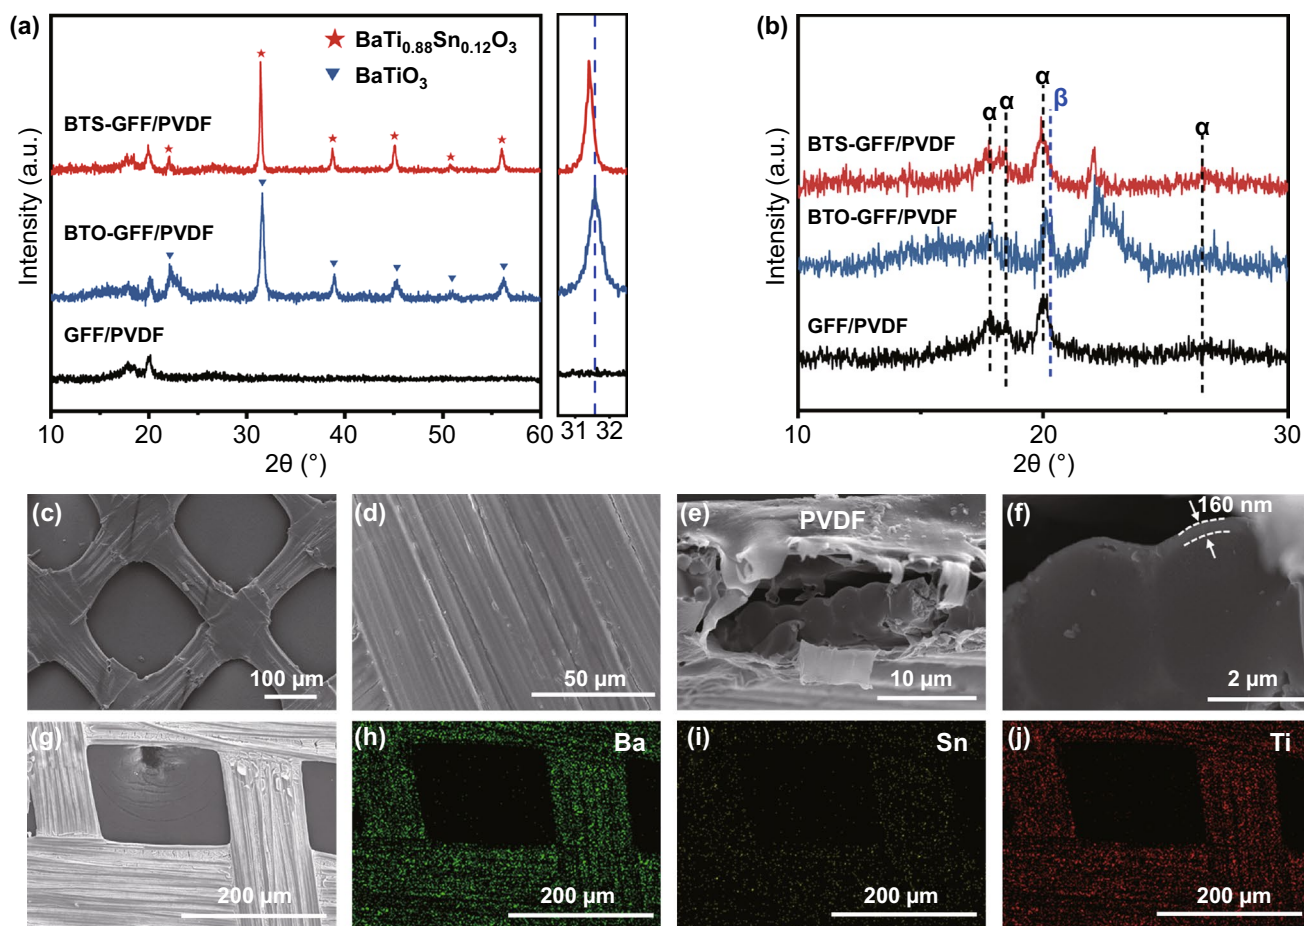 (a)
★ BaTi0.88Sn0.12O3
▼ BaTiO3
BTS-GFF/PVDF
BTO-GFF/PVDF
GFF/PVDF
Intensity (a.u.)
10 20 30 40 50 60
31 32
2θ (°)
(b)
α α α β α
BTS-GFF/PVDF
BTO-GFF/PVDF
GFF/PVDF
Intensity (a.u.)
10 20 30
2θ (°)
(c)
100 μm
(d)
50 μm
(e)
PVDF
10 μm
(f)
160 nm
2 μm
(g)
200 μm
(h)
Ba
200 μm
(i)
Sn
200 μm
(j)
Ti
200 μm